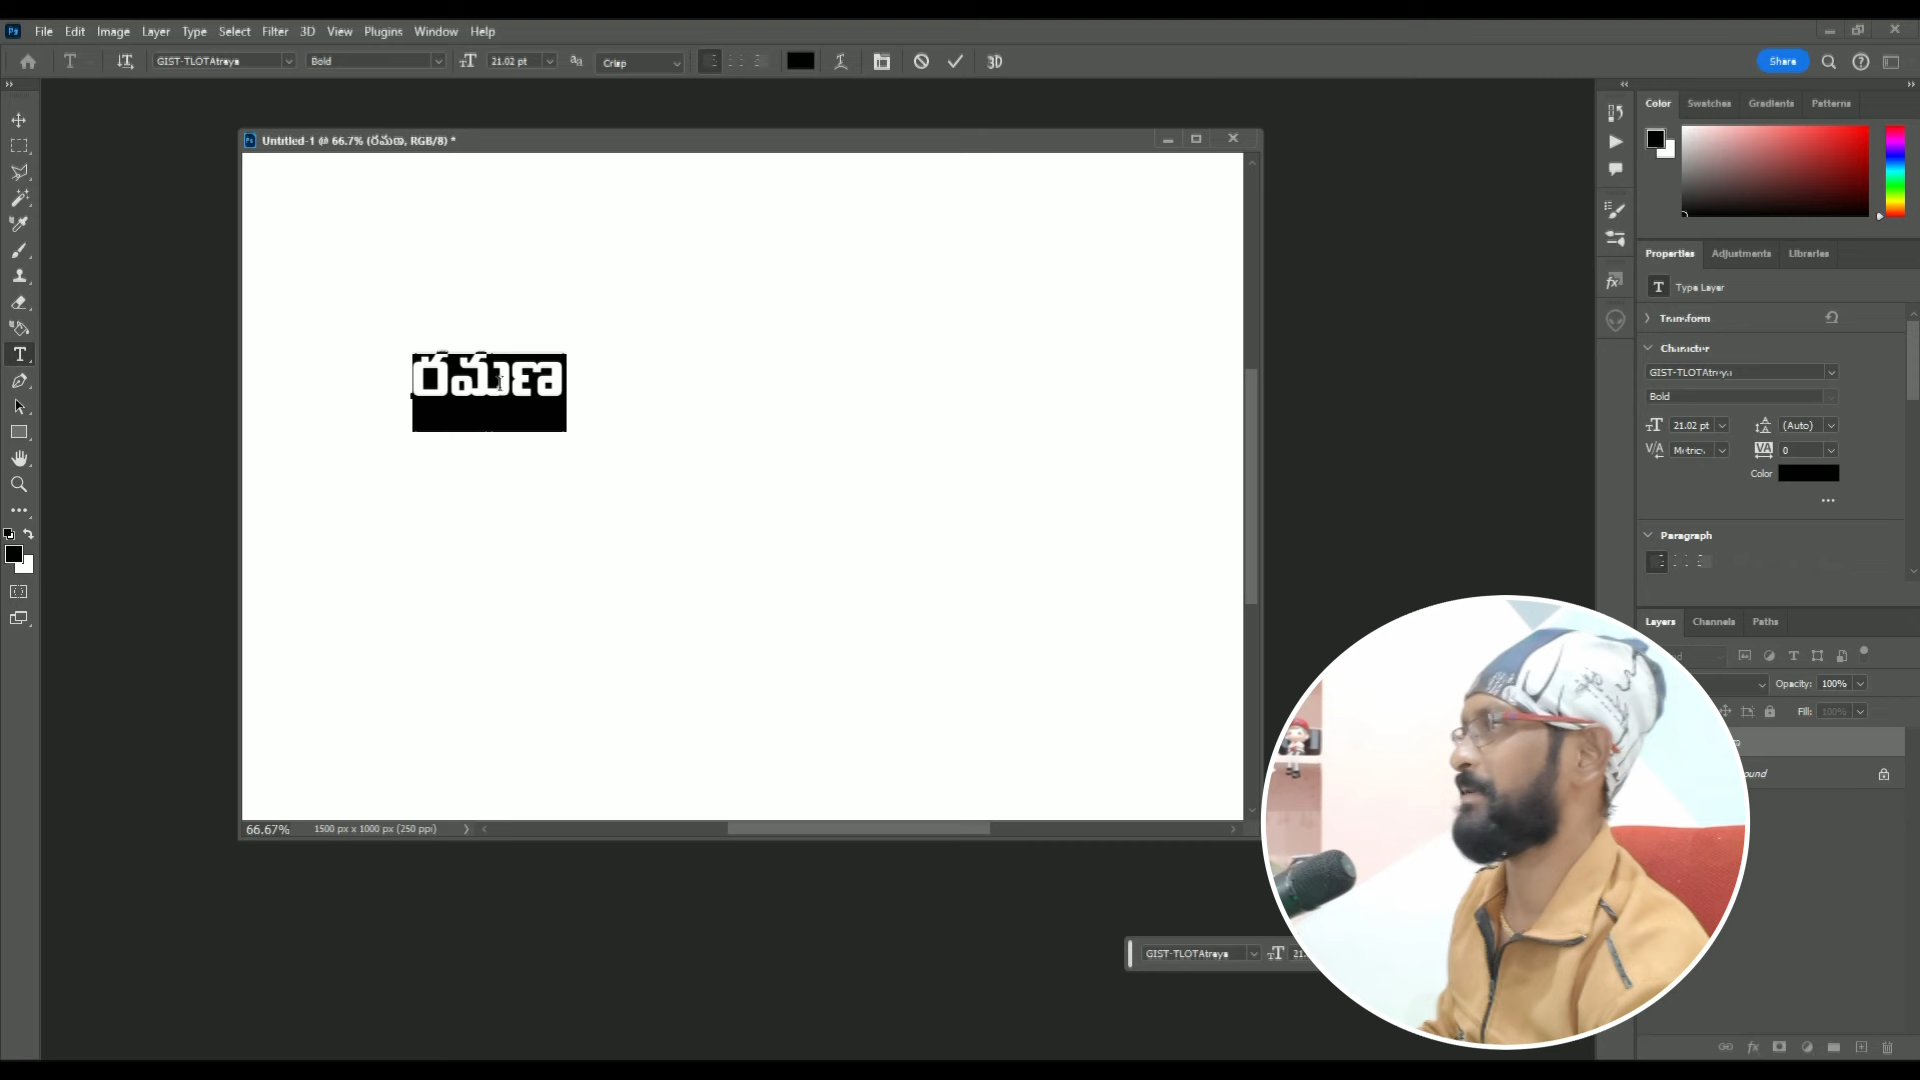 Ps File Edit Image Layer Type Select Filter 3D View Plugins Window Help
GIST-TLOTAtreya Bold 21.02 pt Crisp 3D Share
Untitled-1 @ 66.7% (రమణ, RGB/8) *
రమణ
66.67% 1500 px x 1000 px (250 ppi)
GIST-TLOTAtreya
Color Swatches Gradients Patterns
Properties Adjustments Libraries
Type Layer
Transform
Character
GIST-TLOTAtreya
Bold
21.02 pt (Auto)
Metrics 0
Color
Paragraph
Layers Channels Paths
Opacity: 100%
Fill: 100%